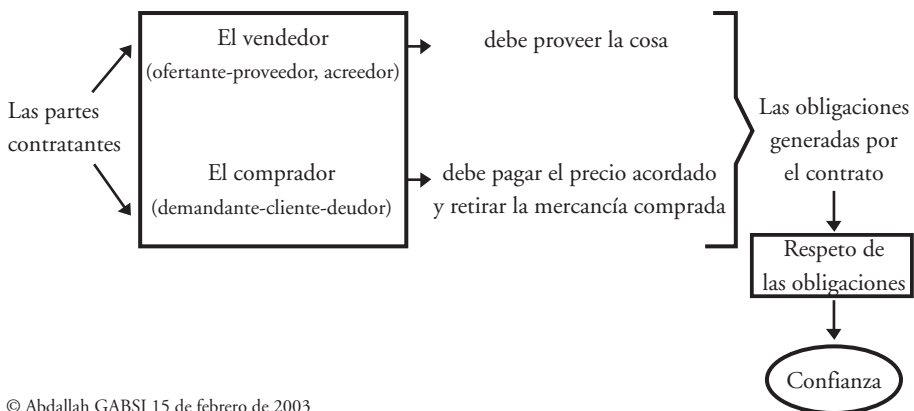 Las partes
contratantes
El vendedor
(ofertante-proveedor, acreedor)
debe proveer la cosa
El comprador
(demandante-cliente-deudor)
debe pagar el precio acordado
y retirar la mercancía comprada
Las obligaciones
generadas por
el contrato
Respeto de
las obligaciones
Confianza
© Abdallah GABSI 15 de febrero de 2003